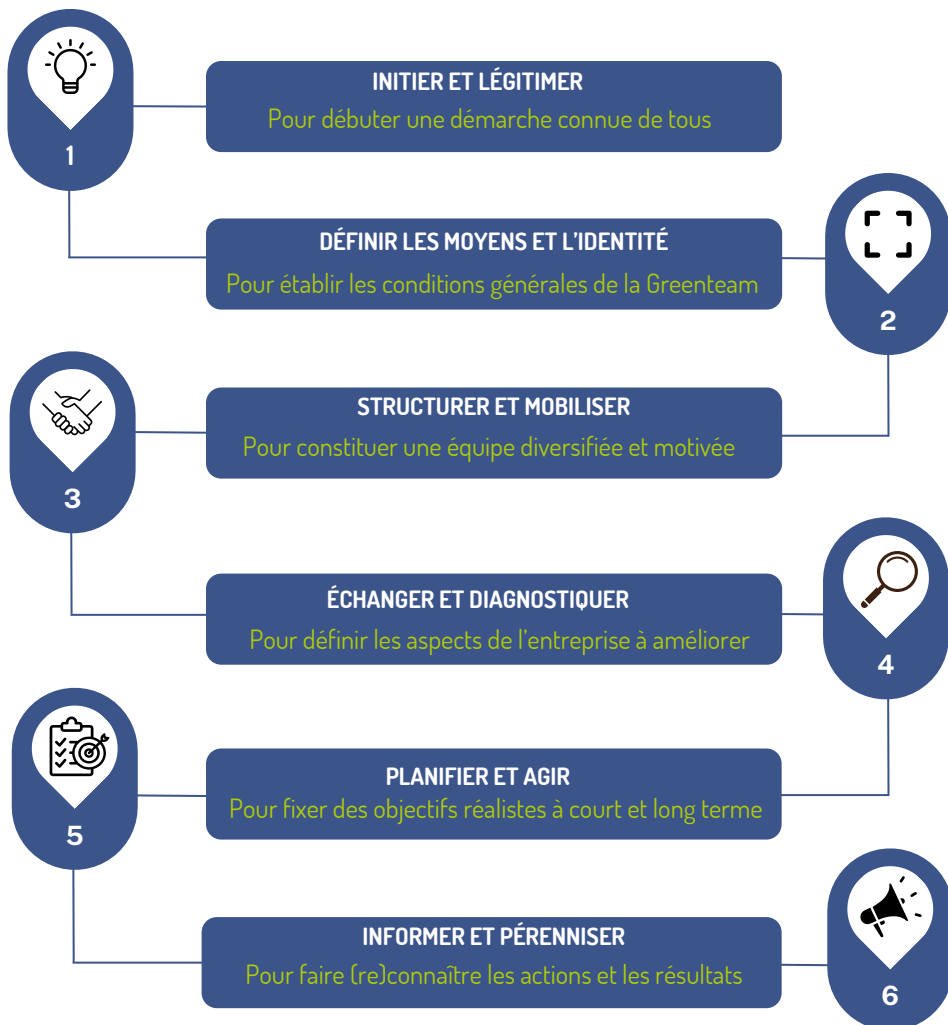 1
INITIER ET LÉGITIMER
Pour débuter une démarche connue de tous
DÉFINIR LES MOYENS ET L'IDENTITÉ
Pour établir les conditions générales de la Greenteam
2
STRUCTURER ET MOBILISER
Pour constituer une équipe diversifiée et motivée
3
ÉCHANGER ET DIAGNOSTIQUER
Pour définir les aspects de l'entreprise à améliorer
4
PLANIFIER ET AGIR
Pour fixer des objectifs réalistes à court et long terme
5
INFORMER ET PÉRENNISER
Pour faire (re)connaître les actions et les résultats
6